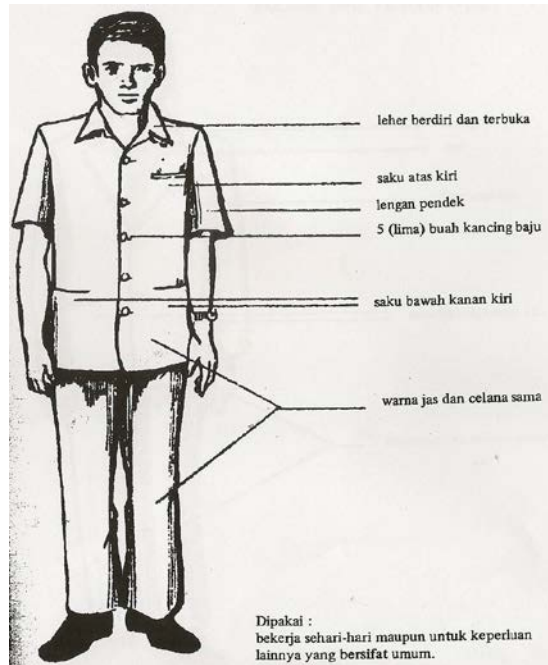 leher berdiri dan terbuka
saku atas kiri
lengan pendek
5 (lima) buah kancing baju
saku bawah kanan kiri
warna jas dan celana sama
Dipakai :
bekerja sehari-hari maupun untuk keperluan
lainnya yang bersifat umum.